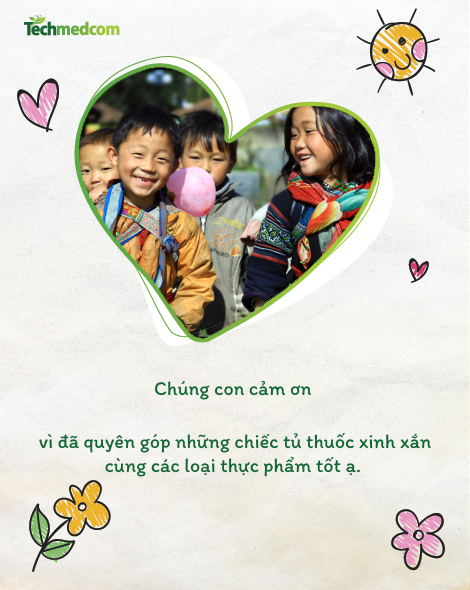 Techmedcom
Chúng con cảm ơn
vì đã quyên góp những chiếc tủ thuốc xinh xắn
cùng các loại thực phẩm tốt ạ.